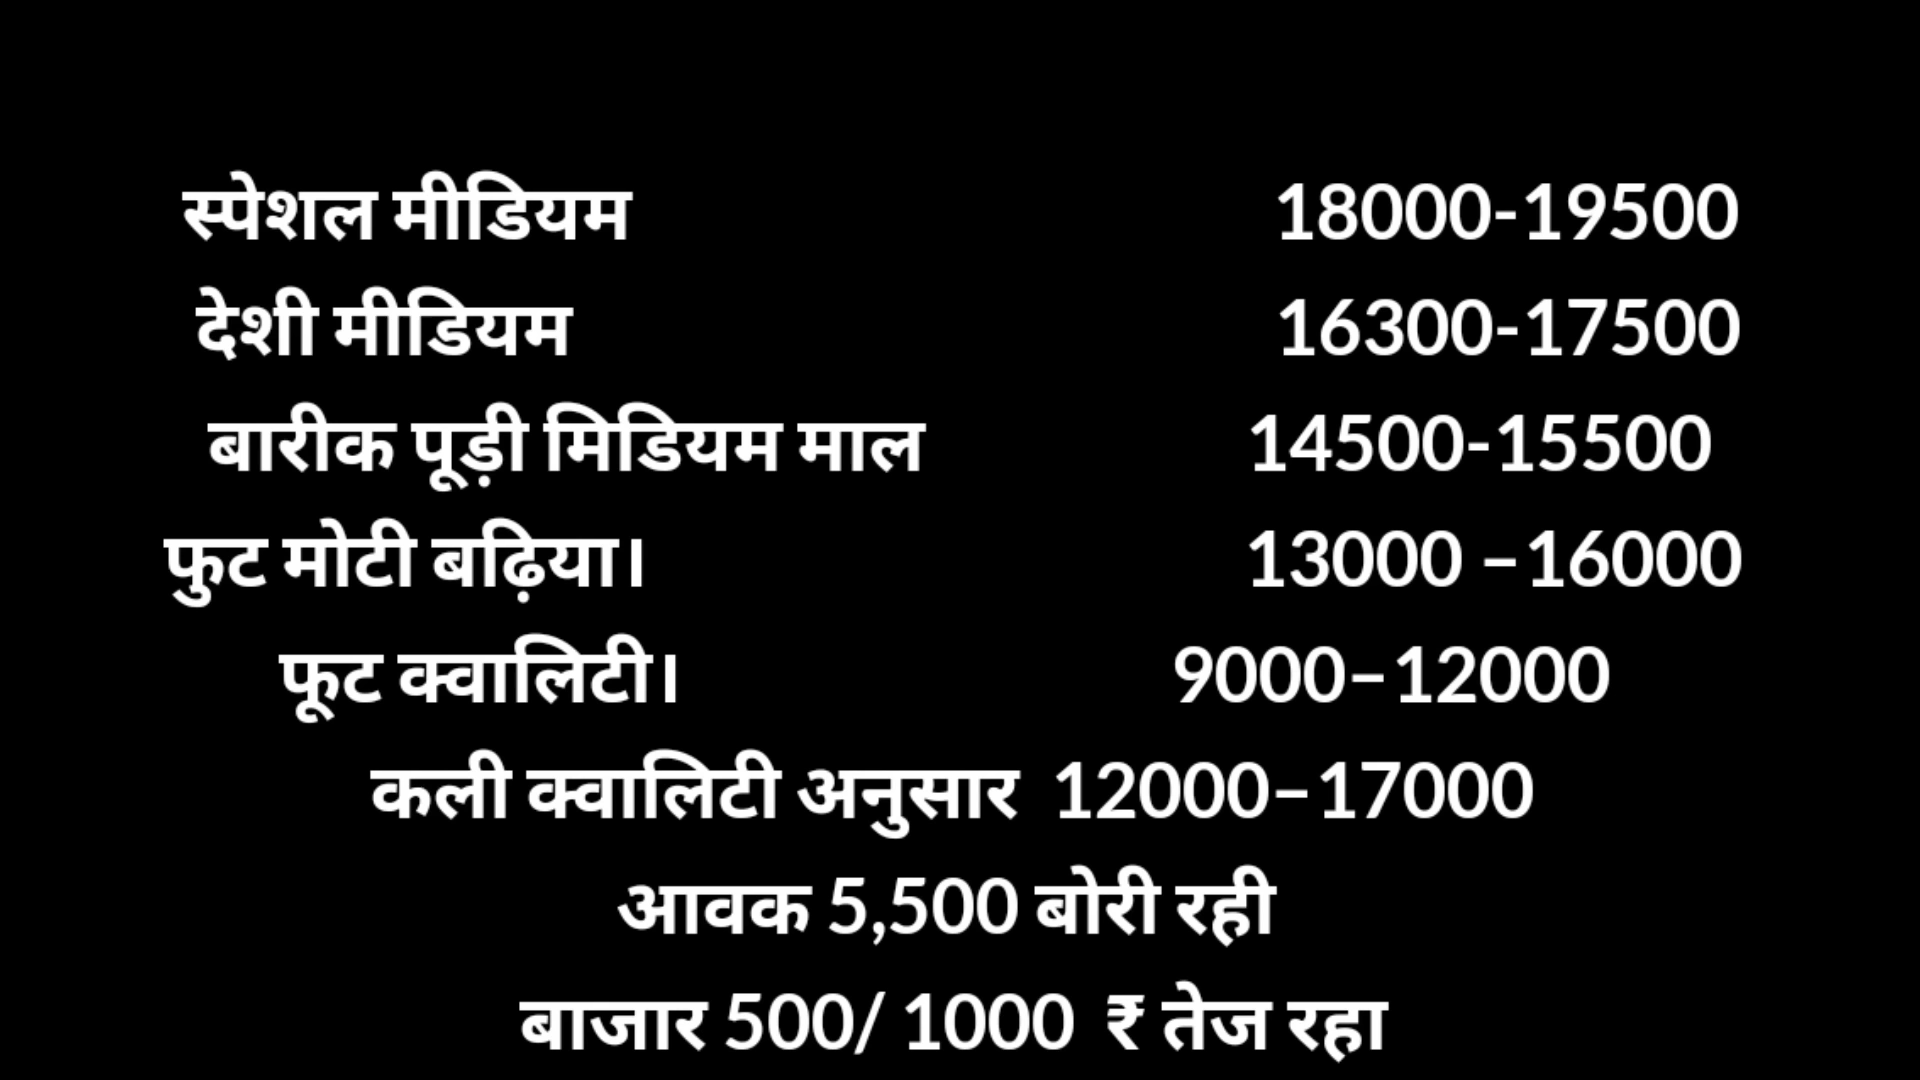 स्पेशल मीडियम 18000-19500
देशी मीडियम 16300-17500
बारीक पूड़ी मिडियम माल 14500-15500
फुट मोटी बढ़िया। 13000 –16000
फूट क्वालिटी। 9000–12000
कली क्वालिटी अनुसार 12000–17000
आवक 5,500 बोरी रही
बाजार 500/ 1000 ₹ तेज रहा